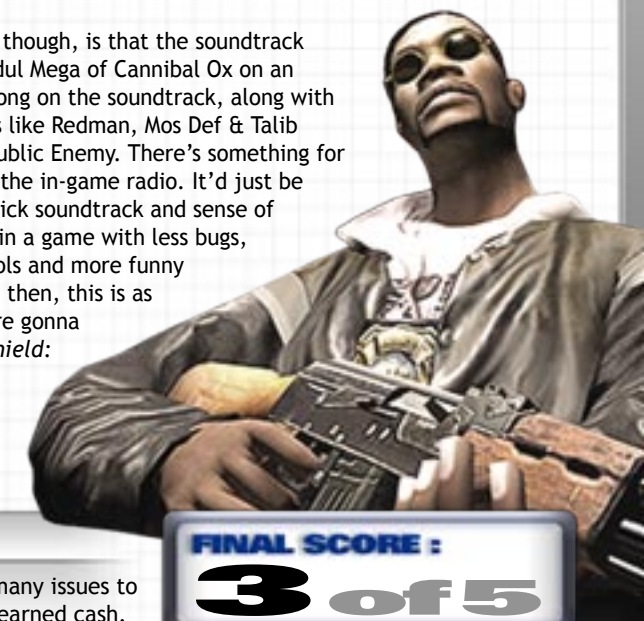 though, is that the soundtrack
dul Mega of Cannibal Ox on an
ong on the soundtrack, along with
s like Redman, Mos Def & Talib
ublic Enemy. There's something for
the in-game radio. It'd just be
ick soundtrack and sense of
in a game with less bugs,
ols and more funny
then, this is as
re gonna
hield:
FINAL SCORE :
3 of 5
many issues to
earned cash.